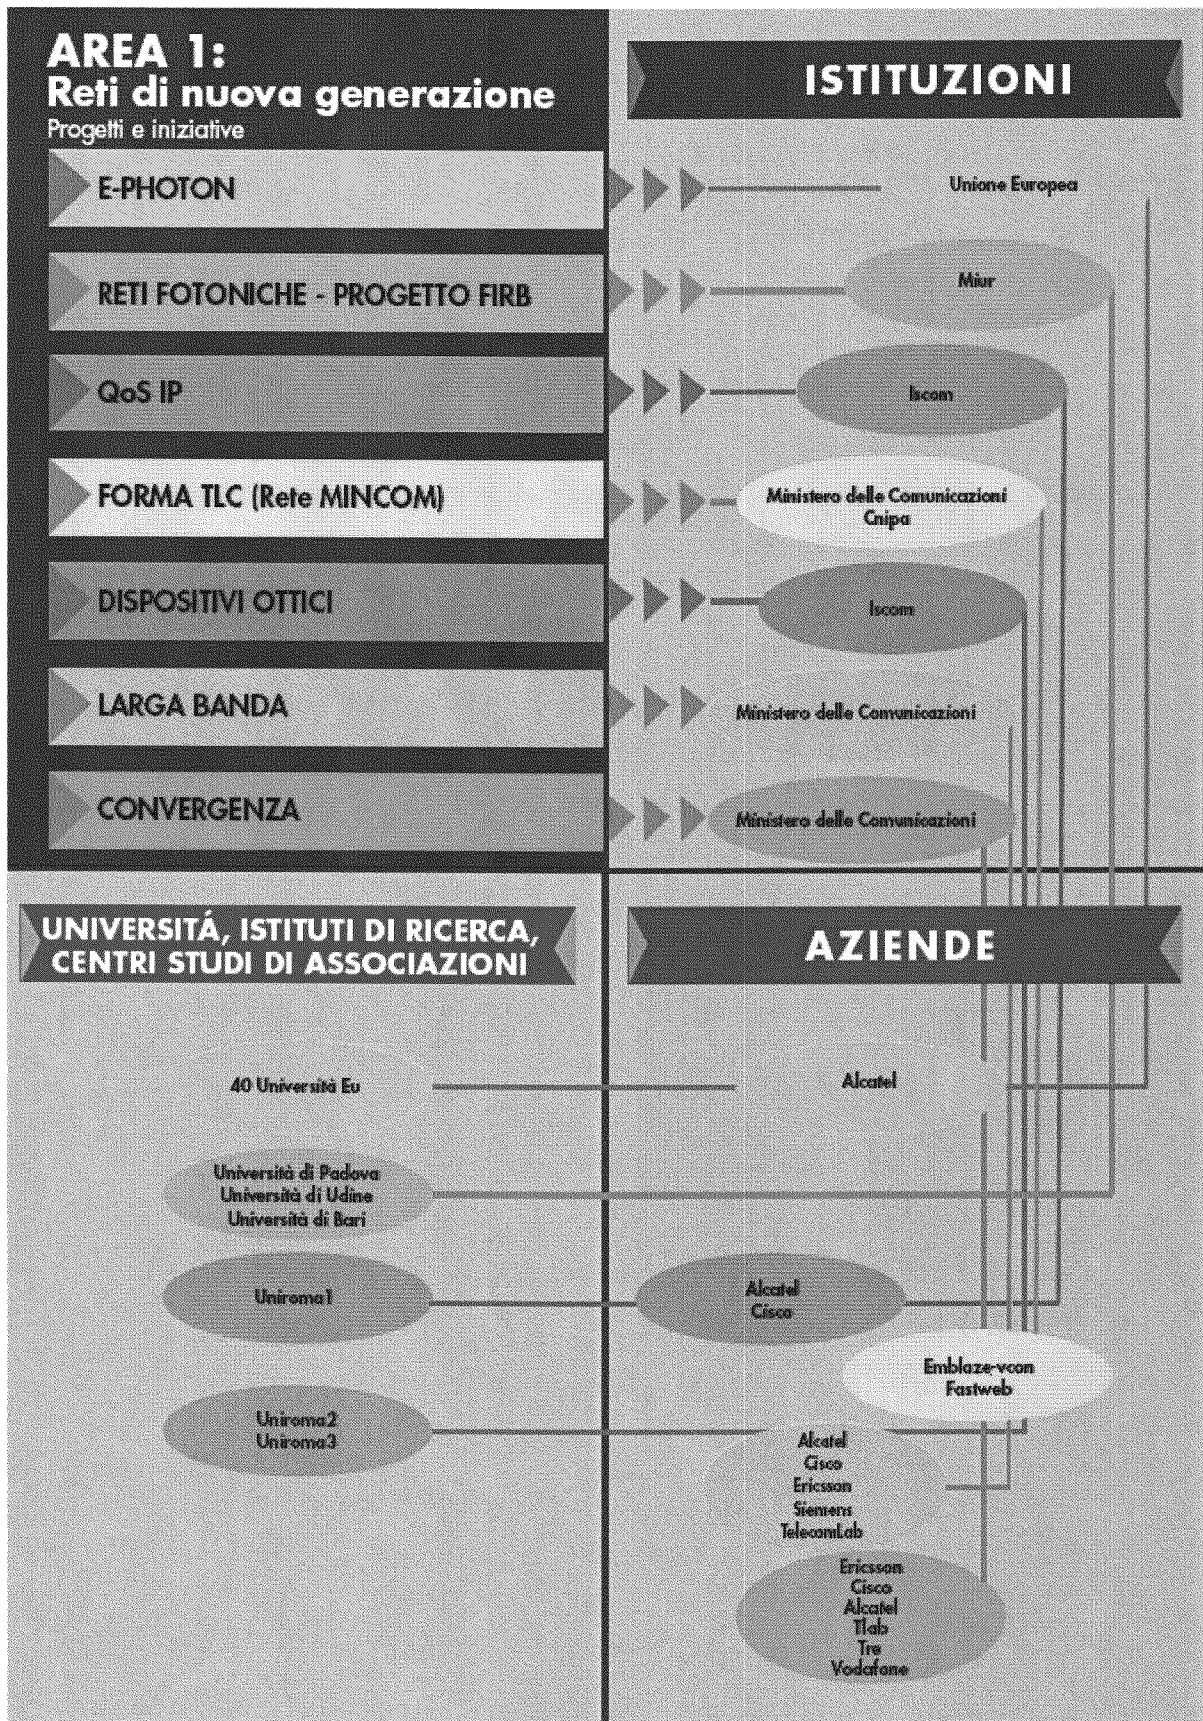 AREA 1:
Reti di nuova generazione
Progetti e iniziative
E-PHOTON
RETI FOTONICHE - PROGETTO FIRB
QoS IP
FORMA TLC (Rete MINCOM)
DISPOSITIVI OTTICI
LARGA BANDA
CONVERGENZA
ISTITUZIONI
Unione Europea
Miur
Iscom
Ministero delle Comunicazioni
Cnipa
Iscom
Ministero delle Comunicazioni
Ministero delle Comunicazioni
UNIVERSITÁ, ISTITUTI DI RICERCA,
CENTRI STUDI DI ASSOCIAZIONI
40 Università Eu
Università di Padova
Università di Udine
Università di Bari
Uniroma1
Uniroma2
Uniroma3
AZIENDE
Alcatel
Alcatel
Cisco
Emblaze-vcon
Fastweb
Alcatel
Cisco
Ericsson
Siemens
TelecomLab
Ericsson
Cisco
Alcatel
Tlab
Tre
Vodafone